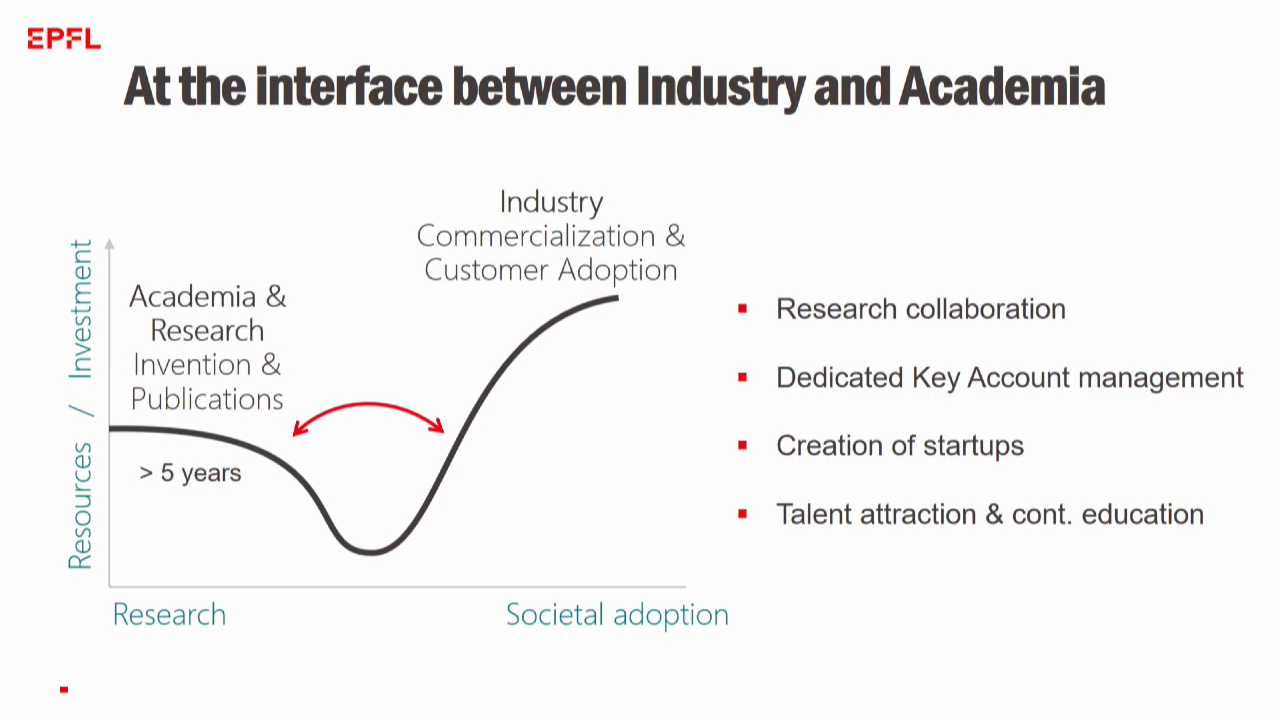 EPFL
At the interface between Industry and Academia
Industry
Commercialization &
Customer Adoption
Academia &
Research
Invention &
Publications
> 5 years
Resources / Investment
Research
Societal adoption
Research collaboration
Dedicated Key Account management
Creation of startups
Talent attraction & cont. education